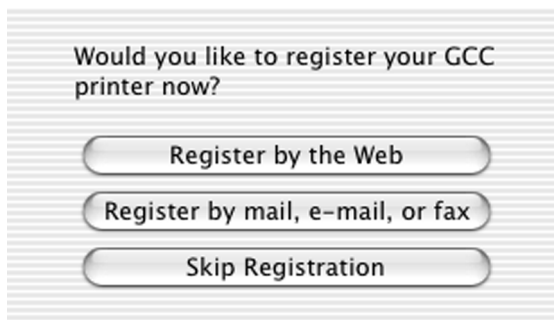 Would you like to register your GCC
printer now?
Register by the Web
Register by mail, e-mail, or fax
Skip Registration